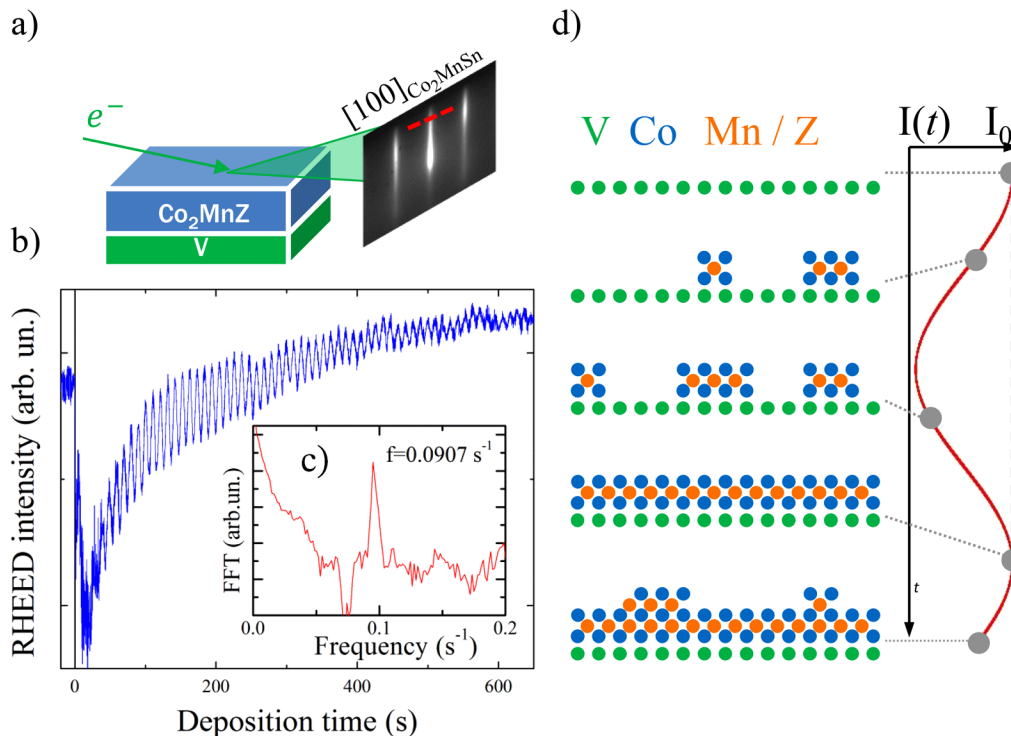 a)
e⁻
[100]Co₂MnSn
Co₂MnZ
V
b)
RHEED intensity (arb. un.)
0 200 400 600
Deposition time (s)
c)
f=0.0907 s⁻¹
FFT (arb.un.)
0.0 0.1 0.2
Frequency (s⁻¹)
d)
V Co Mn / Z
I(t) I₀
t